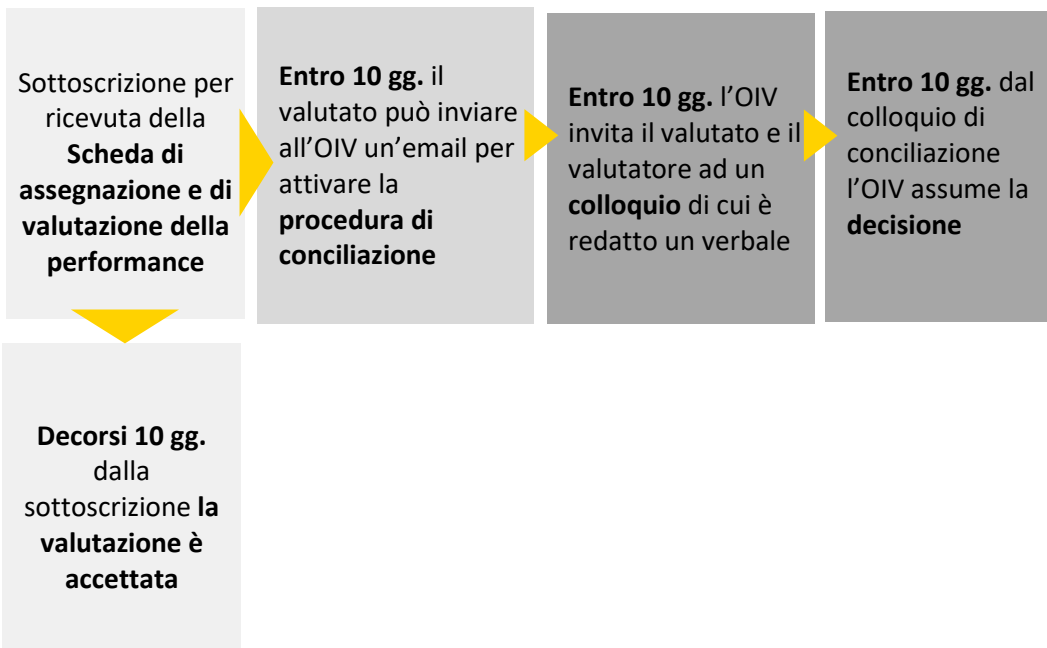 Sottoscrizione per
ricevuta della
Scheda di
assegnazione e di
valutazione della
performance
Entro 10 gg. il
valutato può inviare
all’OIV un’email per
attivare la
procedura di
conciliazione
Entro 10 gg. l’OIV
invita il valutato e il
valutatore ad un
colloquio di cui è
redatto un verbale
Entro 10 gg. dal
colloquio di
conciliazione
l’OIV assume la
decisione
Decorsi 10 gg.
dalla
sottoscrizione la
valutazione è
accettata